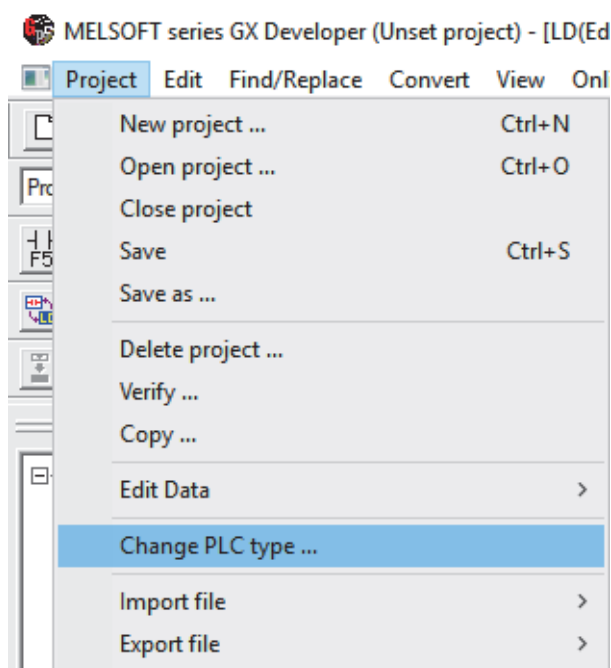 MELSOFT series GX Developer (Unset project) - [LD(Ed
Project Edit Find/Replace Convert View Onl
New project ... Ctrl+N
Open project ... Ctrl+O
Pro
Close project
F5
Save Ctrl+S
Save as ...
Delete project ...
Verify ...
Copy ...
Edit Data >
Change PLC type ...
Import file >
Export file >